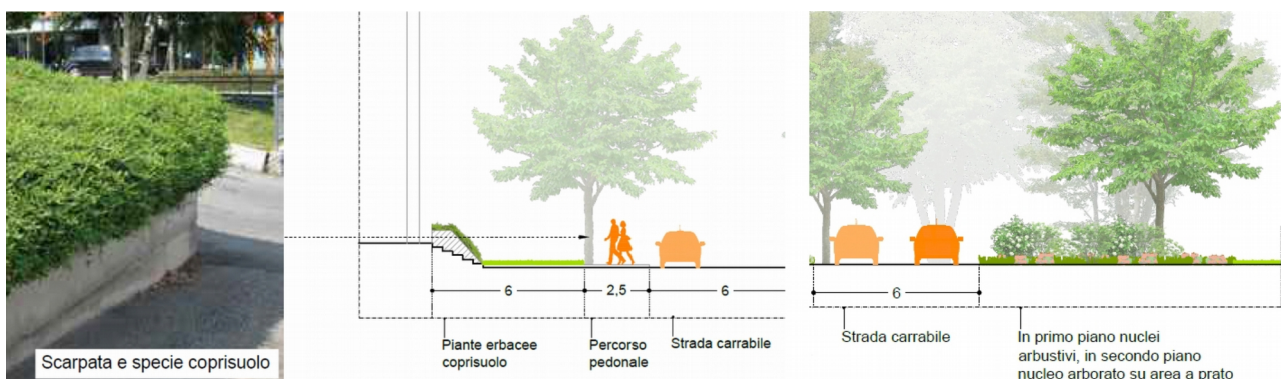 Scarpata e specie coprisuolo
6
2,5
6
Piante erbacee
coprisuolo
Percorso
pedonale
Strada carrabile
6
Strada carrabile
In primo piano nuclei
arbustivi, in secondo piano
nucleo arborato su area a prato